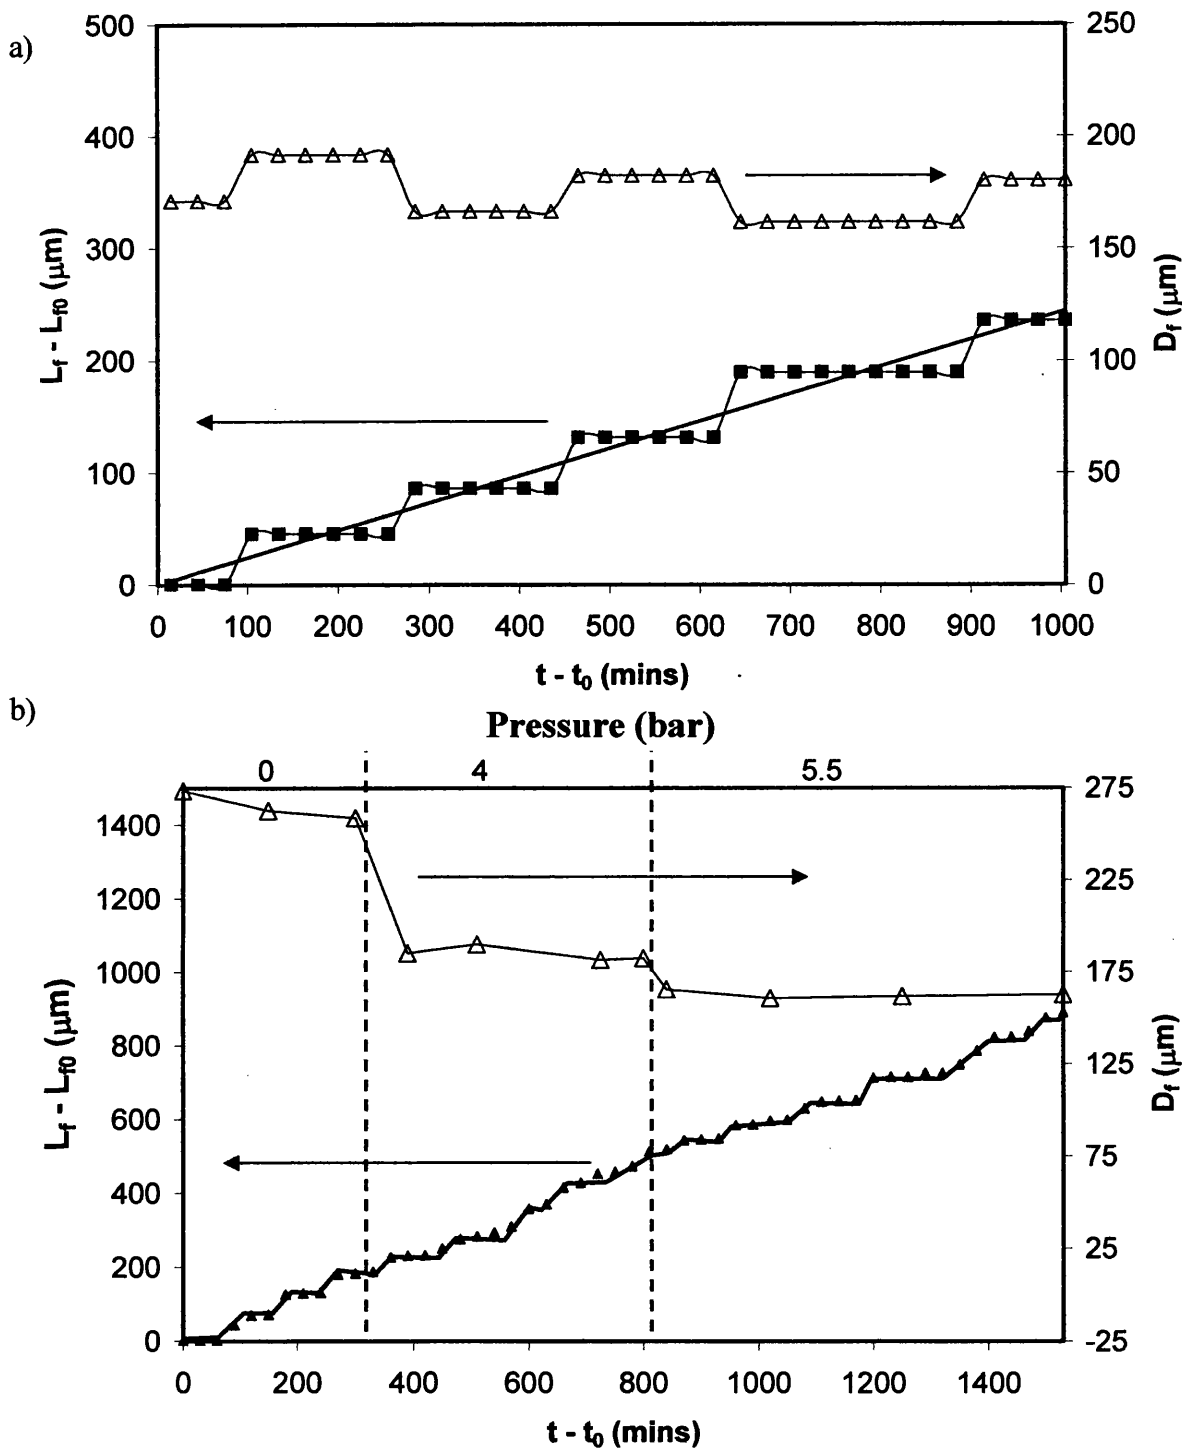 a)
500
400
300
200
100
0
L_f - L_f0 (μm)
250
200
150
100
50
0
D_f (μm)
0 100 200 300 400 500 600 700 800 900 1000
t - t_0 (mins)
b)
Pressure (bar)
0 4 5.5
1400
1200
1000
800
600
400
200
0
L_f - L_f0 (μm)
275
225
175
125
75
25
-25
D_f (μm)
0 200 400 600 800 1000 1200 1400
t - t_0 (mins)